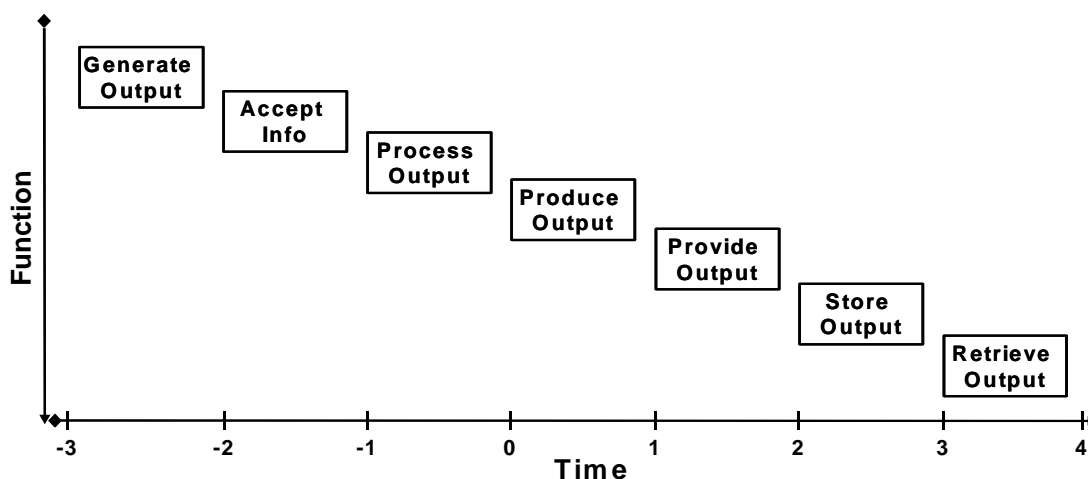 Generate
Output
Accept
Info
Process
Output
Produce
Output
Provide
Output
Store
Output
Retrieve
Output
Function
-3 -2 -1 0 1 2 3 4
Time